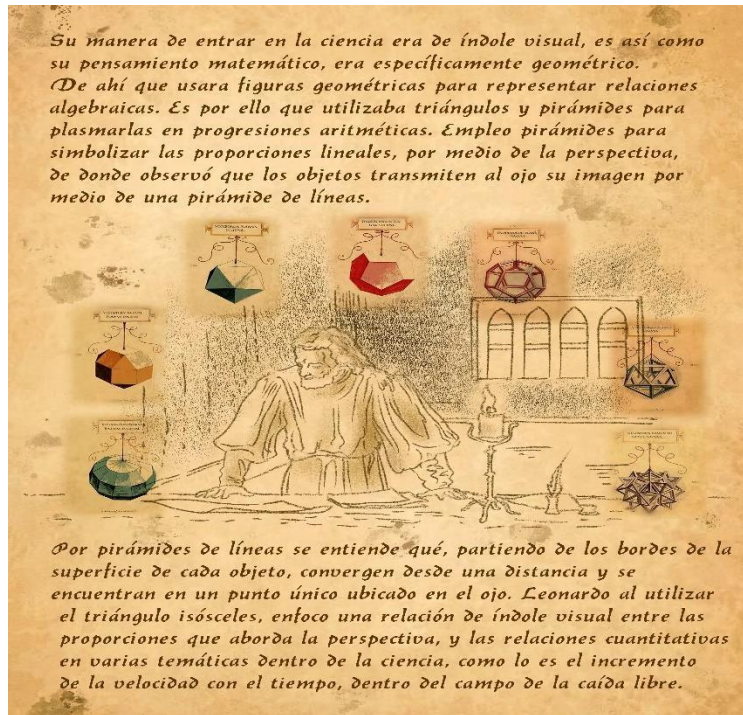 Su manera de entrar en la ciencia era de índole visual, es así como
su pensamiento matemático, era específicamente geométrico.
De ahí que usara figuras geométricas para representar relaciones
algebraicas. Es por ello que utilizaba triángulos y pirámides para
plasmarlas en progresiones aritméticas. Empleo pirámides para
simbolizar las proporciones lineales, por medio de la perspectiva,
de donde observó que los objetos transmiten al ojo su imagen por
medio de una pirámide de líneas.
Por pirámides de líneas se entiende qué, partiendo de los bordes de la
superficie de cada objeto, convergen desde una distancia y se
encuentran en un punto único ubicado en el ojo. Leonardo al utilizar
el triángulo isósceles, enfoco una relación de índole visual entre las
proporciones que aborda la perspectiva, y las relaciones cuantitativas
en varias temáticas dentro de la ciencia, como lo es el incremento
de la velocidad con el tiempo, dentro del campo de la caída libre.